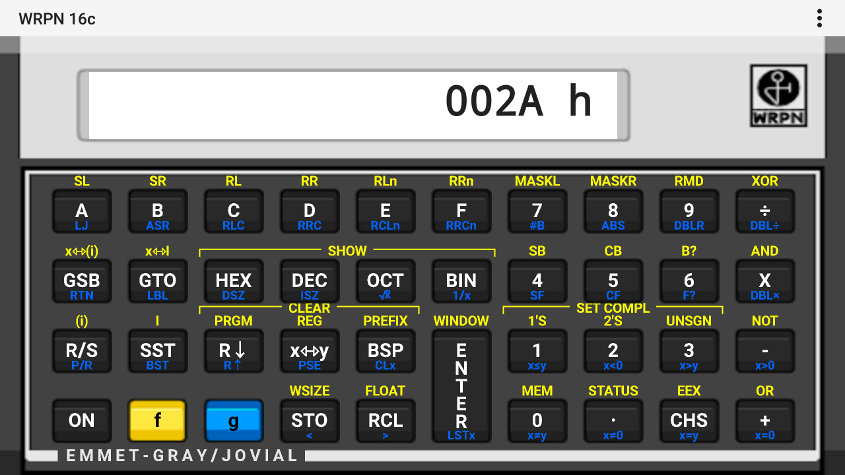 WRPN 16c
002A h
WRPN
SL SR RL RR RLn RRn MASKL MASKR RMD XOR
A B C D E F 7 8 9 ÷
LJ ASR RLC RRC RCLn RRCn #B ABS DBLR DBL÷
x⇔(i) x⇔I SHOW SB CB B? AND
GSB GTO HEX DEC OCT BIN 4 5 6 X
RTN LBL DSZ ISZ √x 1/x SF CF F? DBL×
CLEAR SET COMPL
(i) I PRGM REG PREFIX WINDOW 1'S 2'S UNSGN NOT
R/S SST R↓ x⇔y BSP ENTER 1 2 3 -
P/R BST R↑ PSE CLx x≤y x<0 x>y x>0
WSIZE FLOAT MEM STATUS EEX OR
ON f g STO RCL 0 · CHS +
< > LSTx x≠y x≠0 x=y x=0
EMMET-GRAY/JOVIAL